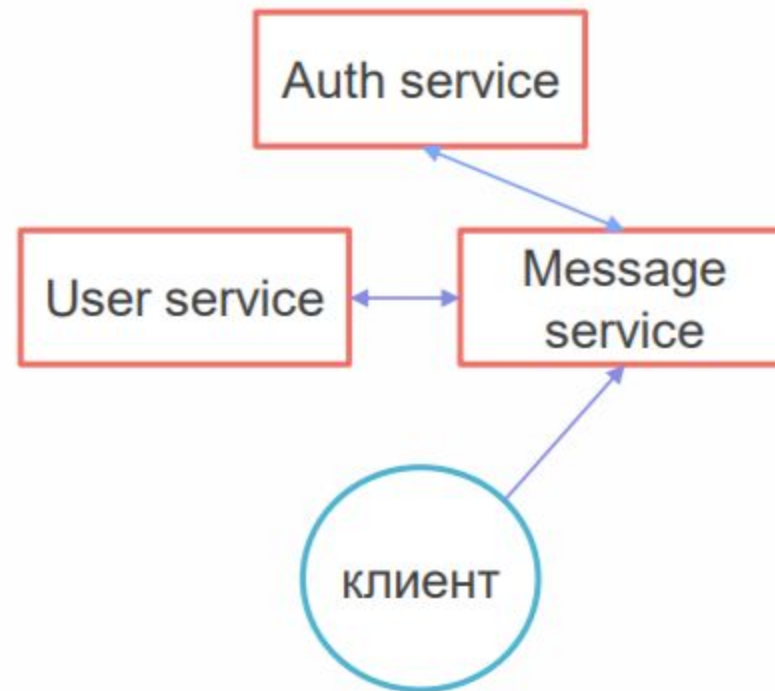 Auth service
User service
Message
service
клиент